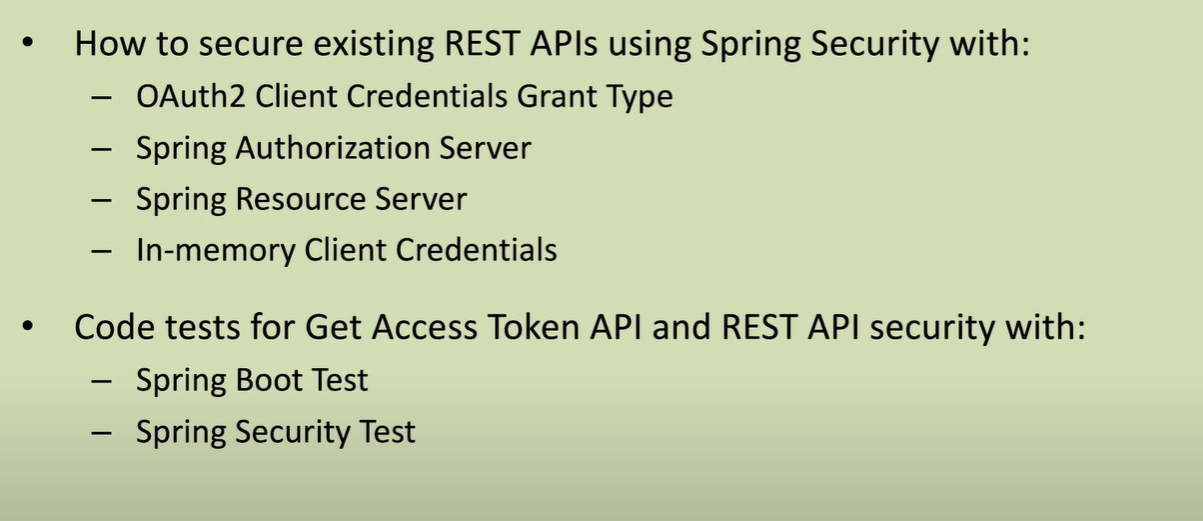 • How to secure existing REST APIs using Spring Security with:
– OAuth2 Client Credentials Grant Type
– Spring Authorization Server
– Spring Resource Server
– In-memory Client Credentials
• Code tests for Get Access Token API and REST API security with:
– Spring Boot Test
– Spring Security Test